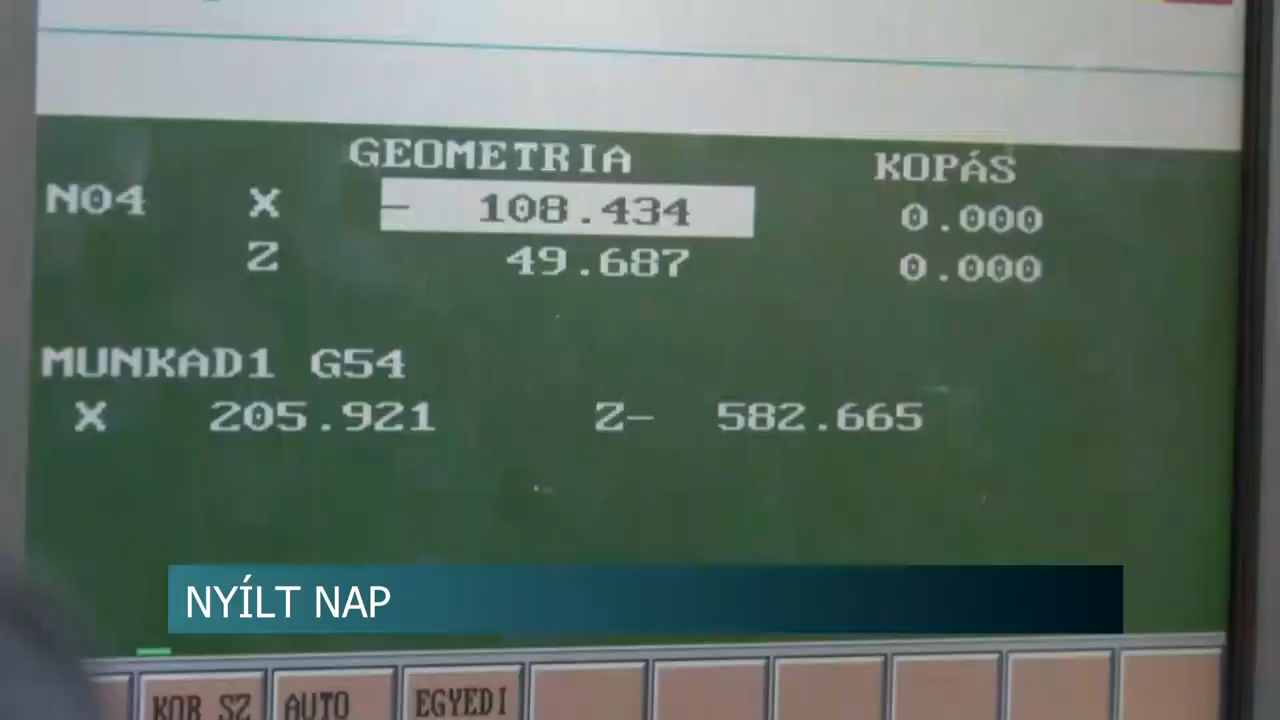 GEOMETRIA KOPÁS
N04 X - 108.434 0.000
Z 49.687 0.000
MUNKAD1 G54
X 205.921 Z- 582.665
NYÍLT NAP
KOR SZ AUTO EGYEDI